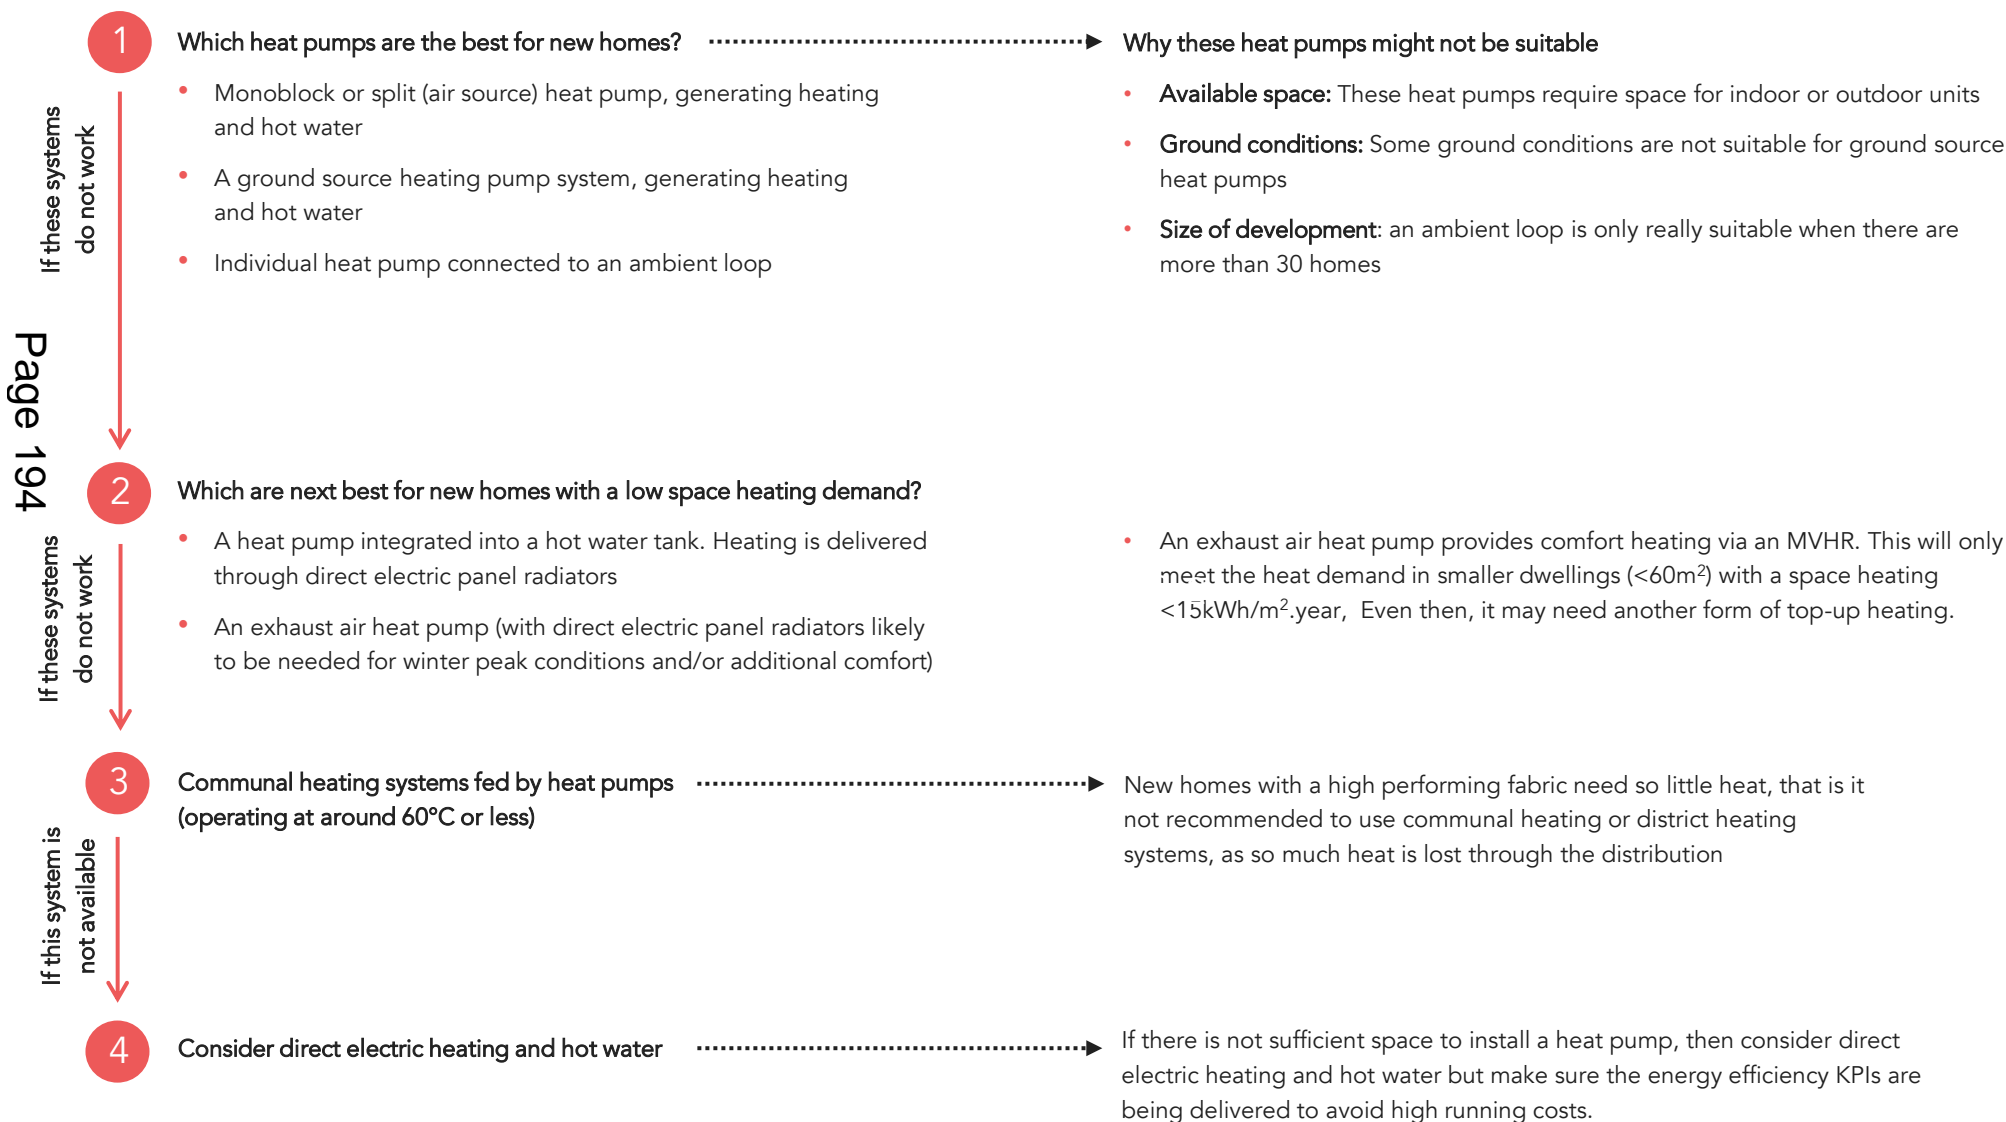 1
Which heat pumps are the best for new homes?
• Monoblock or split (air source) heat pump, generating heating
and hot water
• A ground source heating pump system, generating heating
and hot water
• Individual heat pump connected to an ambient loop
Why these heat pumps might not be suitable
• Available space: These heat pumps require space for indoor or outdoor units
• Ground conditions: Some ground conditions are not suitable for ground source
heat pumps
• Size of development: an ambient loop is only really suitable when there are
more than 30 homes
If these systems
do not work
Page 194
2
Which are next best for new homes with a low space heating demand?
• A heat pump integrated into a hot water tank. Heating is delivered
through direct electric panel radiators
• An exhaust air heat pump (with direct electric panel radiators likely
to be needed for winter peak conditions and/or additional comfort)
• An exhaust air heat pump provides comfort heating via an MVHR. This will only
meet the heat demand in smaller dwellings (<60m²) with a space heating
<15kWh/m².year, Even then, it may need another form of top-up heating.
If these systems
do not work
3
Communal heating systems fed by heat pumps
(operating at around 60°C or less)
New homes with a high performing fabric need so little heat, that is it
not recommended to use communal heating or district heating
systems, as so much heat is lost through the distribution
If this system is
not available
4
Consider direct electric heating and hot water
If there is not sufficient space to install a heat pump, then consider direct
electric heating and hot water but make sure the energy efficiency KPIs are
being delivered to avoid high running costs.